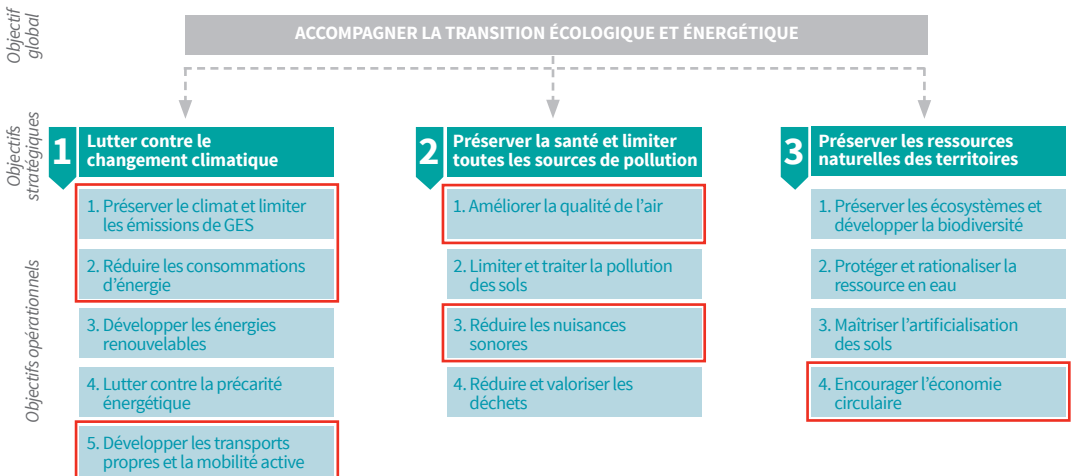 Objectif
global
ACCOMPAGNER LA TRANSITION ÉCOLOGIQUE ET ÉNERGÉTIQUE
Objectifs
stratégiques
1
Lutter contre le
changement climatique
2
Préserver la santé et limiter
toutes les sources de pollution
3
Préserver les ressources
naturelles des territoires
Objectifs opérationnels
1. Préserver le climat et limiter
les émissions de GES
2. Réduire les consommations
d’énergie
3. Développer les énergies
renouvelables
4. Lutter contre la précarité
énergétique
5. Développer les transports
propres et la mobilité active
1. Améliorer la qualité de l’air
2. Limiter et traiter la pollution
des sols
3. Réduire les nuisances
sonores
4. Réduire et valoriser les
déchets
1. Préserver les écosystèmes et
développer la biodiversité
2. Protéger et rationaliser la
ressource en eau
3. Maîtriser l’artificialisation
des sols
4. Encourager l’économie
circulaire